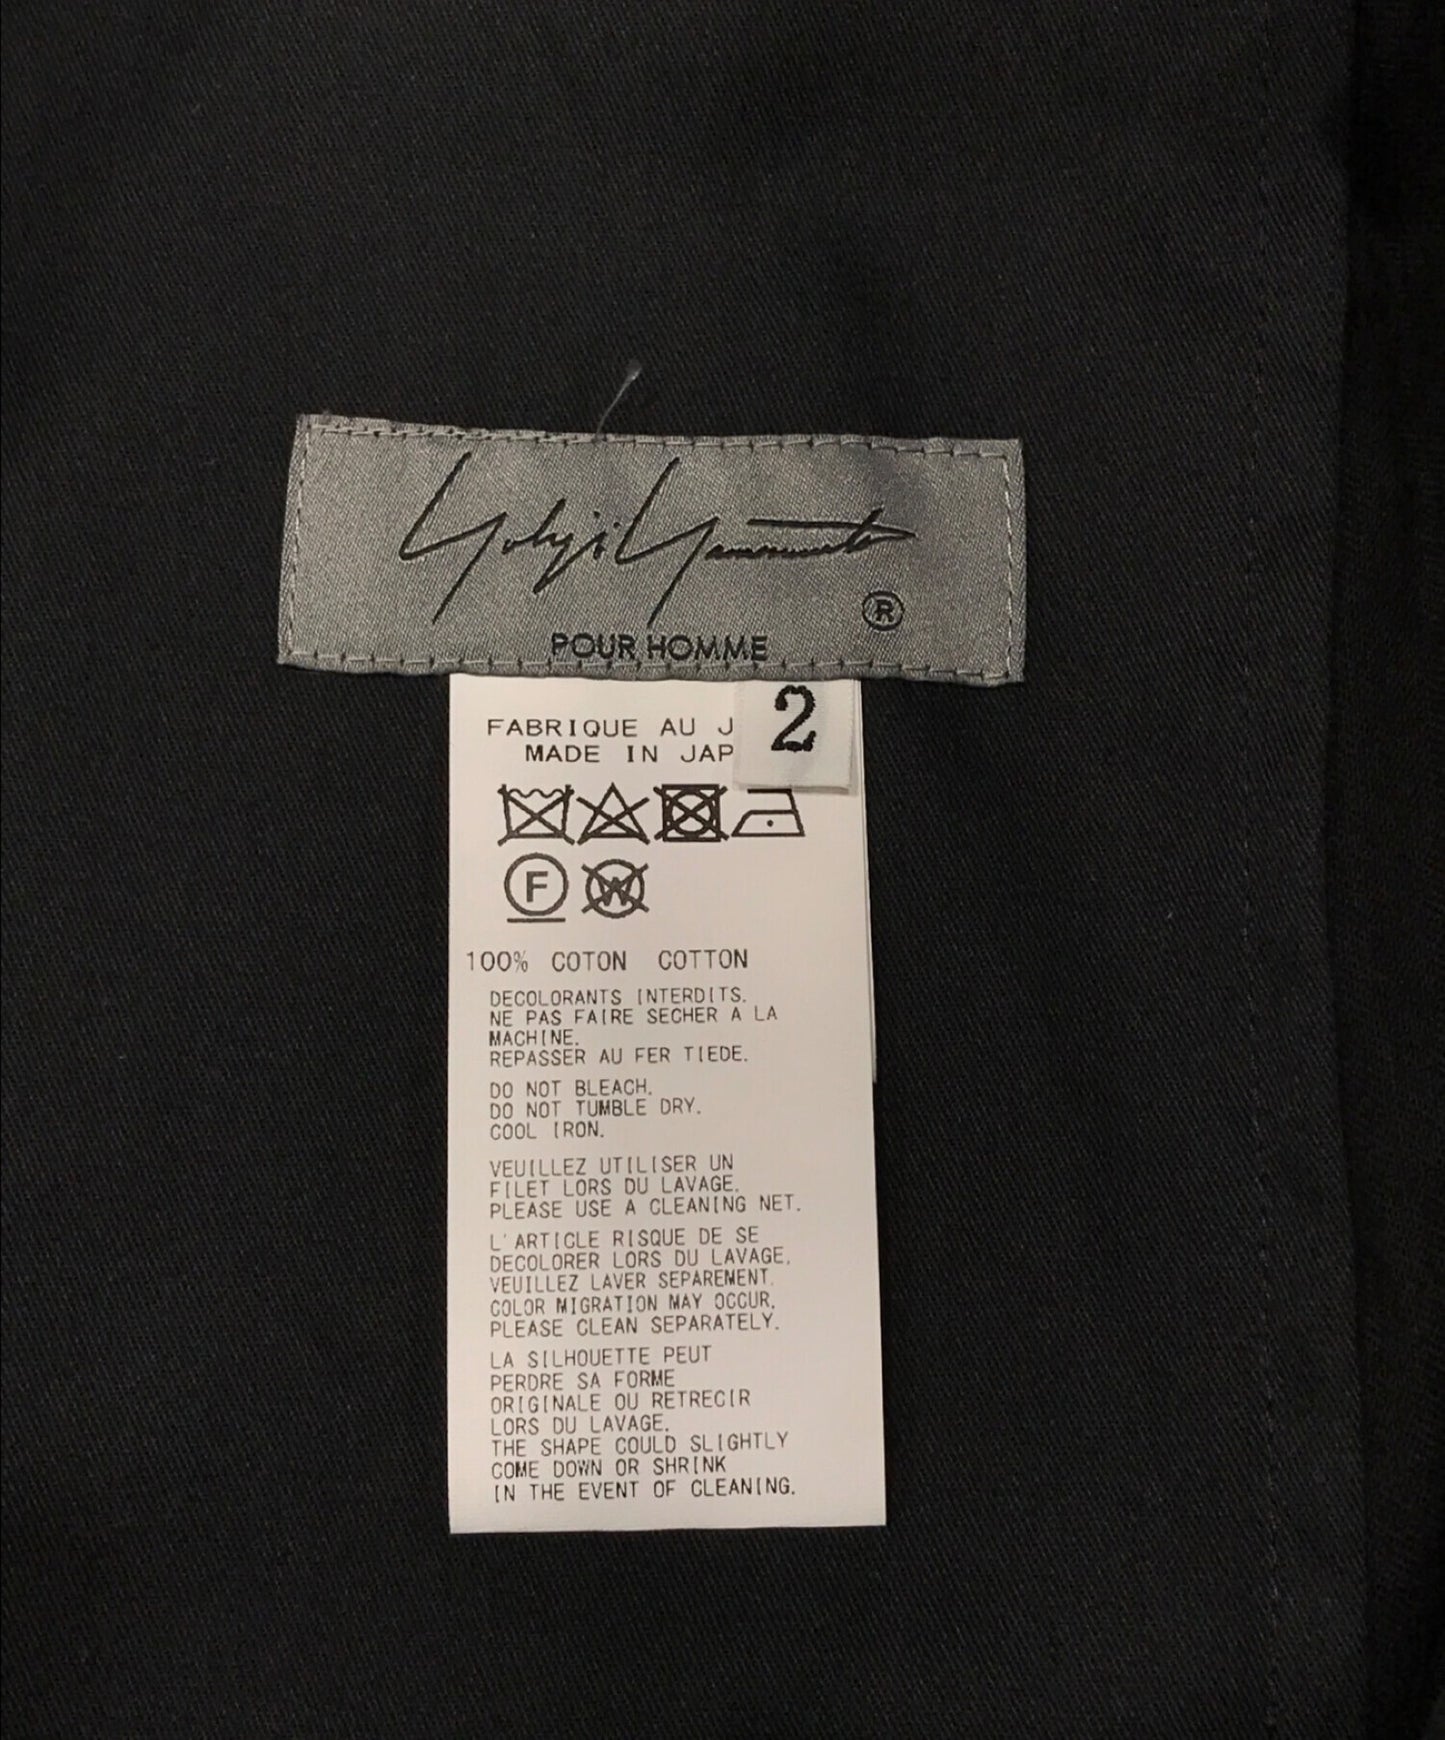 Yohji Yamamoto
®
POUR HOMME
2
FABRIQUE AU J
MADE IN JAP
F
W
100% COTON COTTON
DECOLORANTS INTERDITS.
NE PAS FAIRE SECHER A LA
MACHINE.
REPASSER AU FER TIEDE.
DO NOT BLEACH.
DO NOT TUMBLE DRY.
COOL IRON.
VEUILLEZ UTILISER UN
FILET LORS DU LAVAGE.
PLEASE USE A CLEANING NET.
L'ARTICLE RISQUE DE SE
DECOLORER LORS DU LAVAGE,
VEUILLEZ LAVER SEPAREMENT.
COLOR MIGRATION MAY OCCUR,
PLEASE CLEAN SEPARATELY.
LA SILHOUETTE PEUT
PERDRE SA FORME
ORIGINALE OU RETRECIR
LORS DU LAVAGE.
THE SHAPE COULD SLIGHTLY
COME DOWN OR SHRINK
IN THE EVENT OF CLEANING.